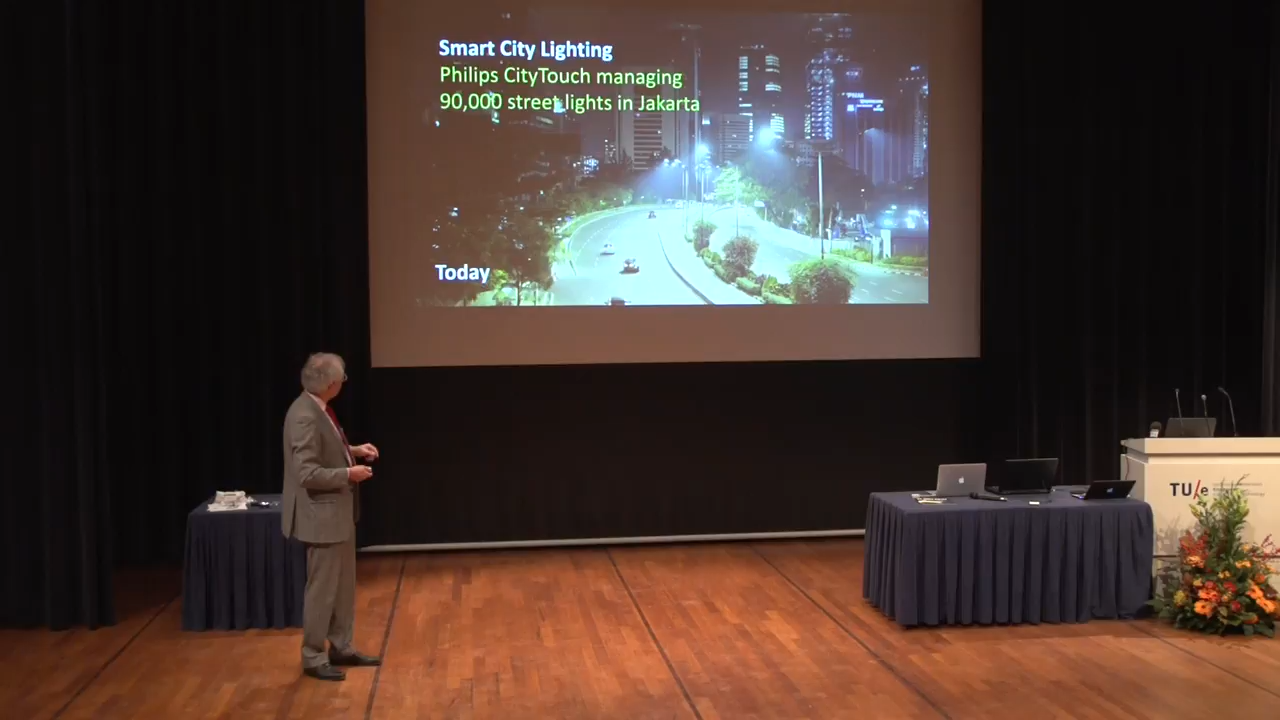 Smart City Lighting
Philips CityTouch managing
90,000 street lights in Jakarta
Today
TU/e